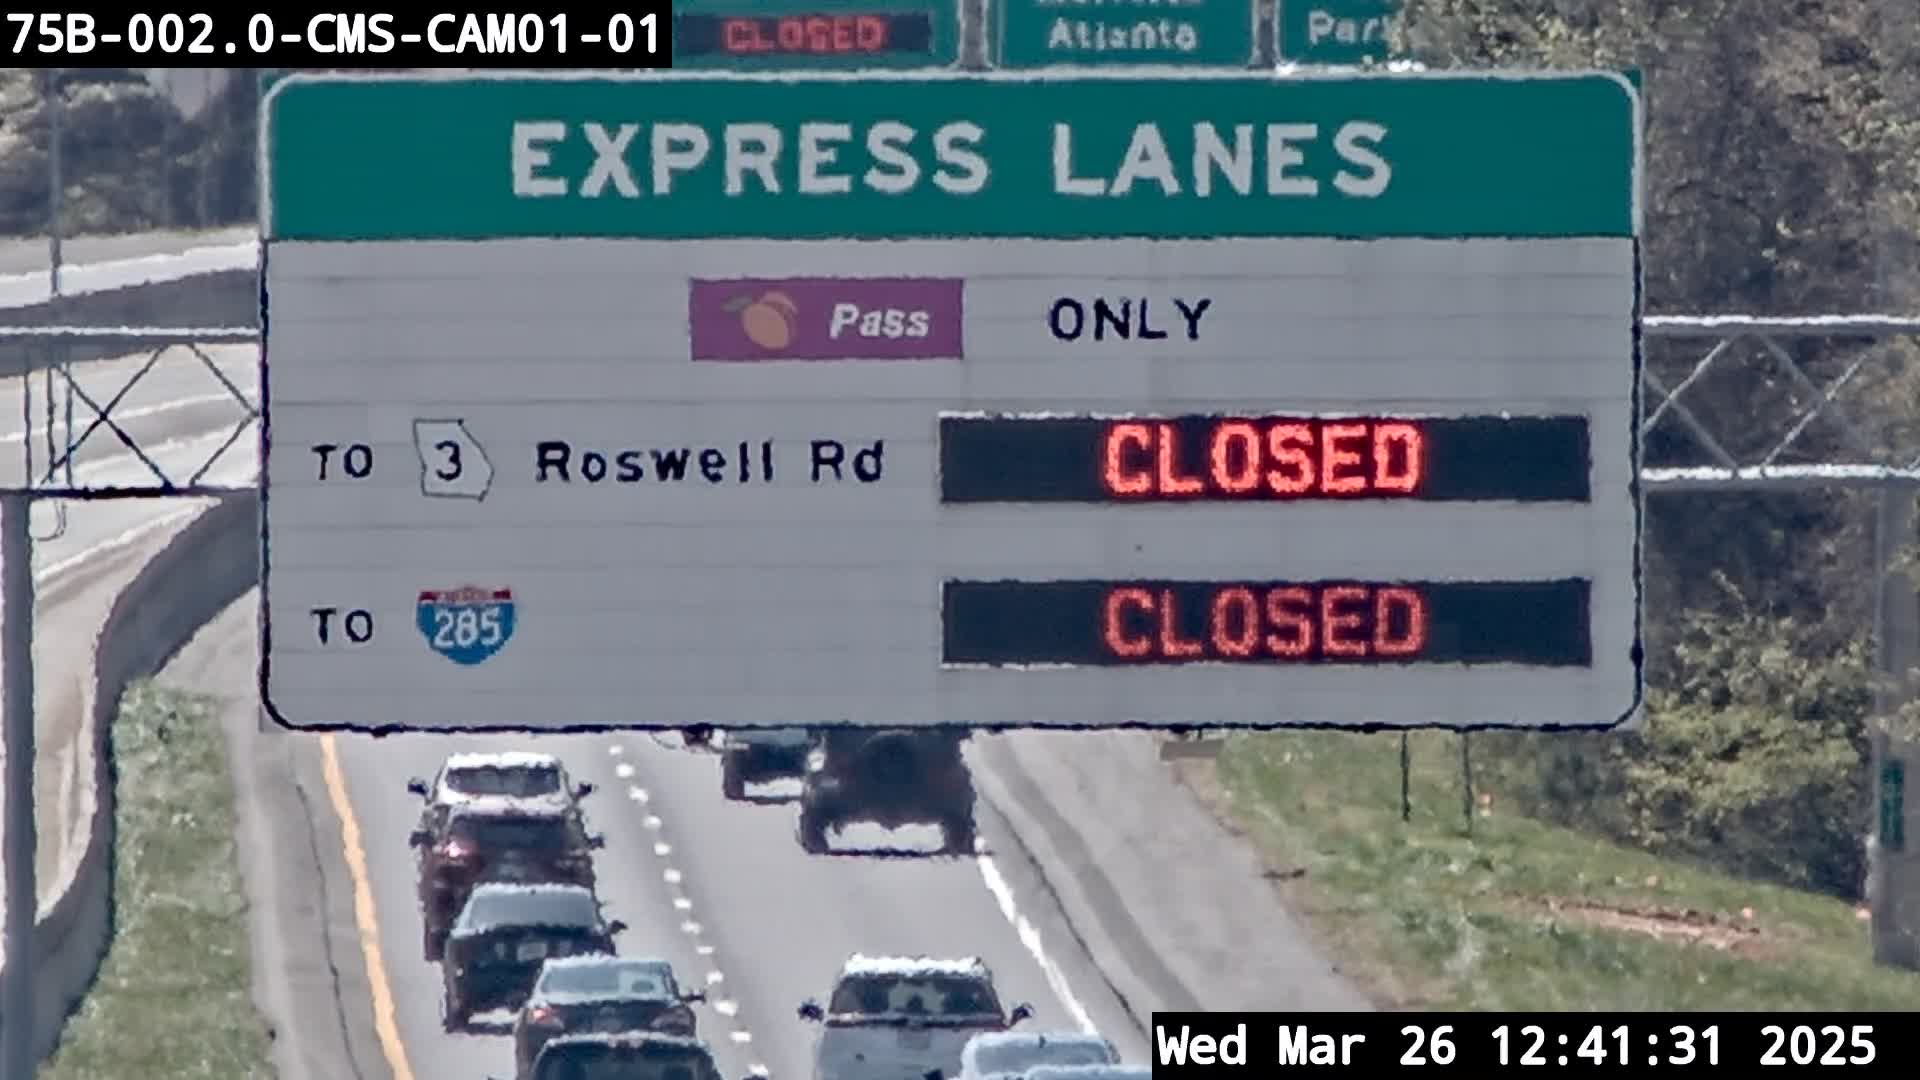 75B-002.0-CMS-CAM01-01
CLOSED
Atlanta
EXPRESS LANES
Pass ONLY
TO 3 Roswell Rd CLOSED
TO 285 CLOSED
Wed Mar 26 12:41:31 2025